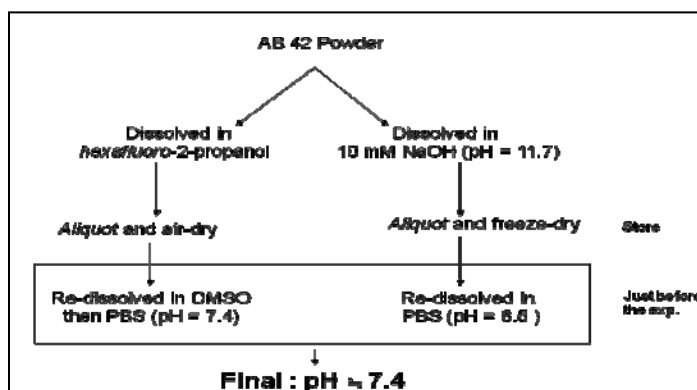 AB 42 Powder
Dissolved in
hexafluoro-2-propanol
Dissolved in
10 mM NaOH (pH = 11.7)
Aliquot and air-dry
Aliquot and freeze-dry
Store
Re-dissolved in DMSO
then PBS (pH = 7.4)
Re-dissolved in
PBS (pH = 6.5 )
Just before
the exp.
Final : pH ≒ 7.4